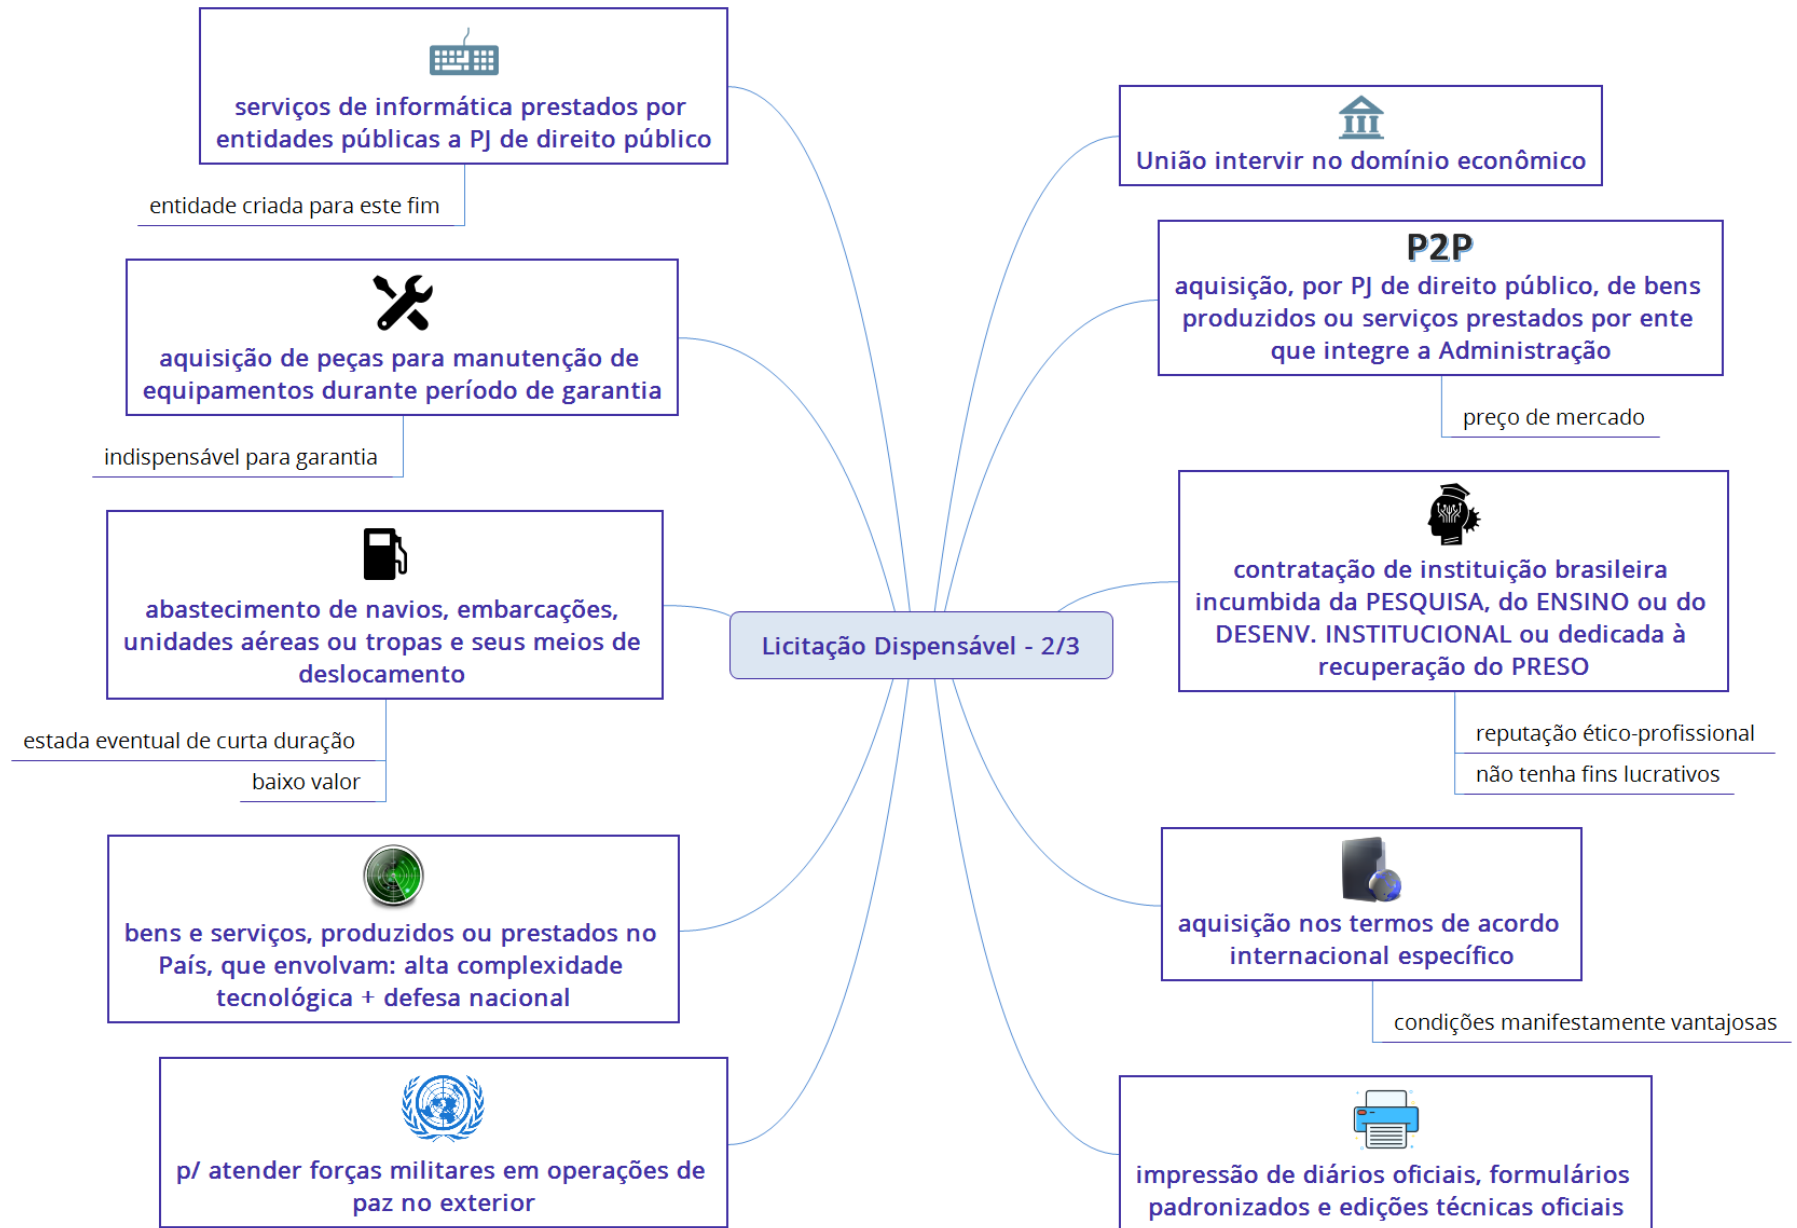 serviços de informática prestados por
entidades públicas a PJ de direito público
entidade criada para este fim
aquisição de peças para manutenção de
equipamentos durante período de garantia
indispensável para garantia
abastecimento de navios, embarcações,
unidades aéreas ou tropas e seus meios de
deslocamento
estada eventual de curta duração
baixo valor
bens e serviços, produzidos ou prestados no
País, que envolvam: alta complexidade
tecnológica + defesa nacional
p/ atender forças militares em operações de
paz no exterior
Licitação Dispensável - 2/3
União intervir no domínio econômico
P2P
aquisição, por PJ de direito público, de bens
produzidos ou serviços prestados por ente
que integre a Administração
preço de mercado
contratação de instituição brasileira
incumbida da PESQUISA, do ENSINO ou do
DESENV. INSTITUCIONAL ou dedicada à
recuperação do PRESO
reputação ético-profissional
não tenha fins lucrativos
aquisição nos termos de acordo
internacional específico
condições manifestamente vantajosas
impressão de diários oficiais, formulários
padronizados e edições técnicas oficiais